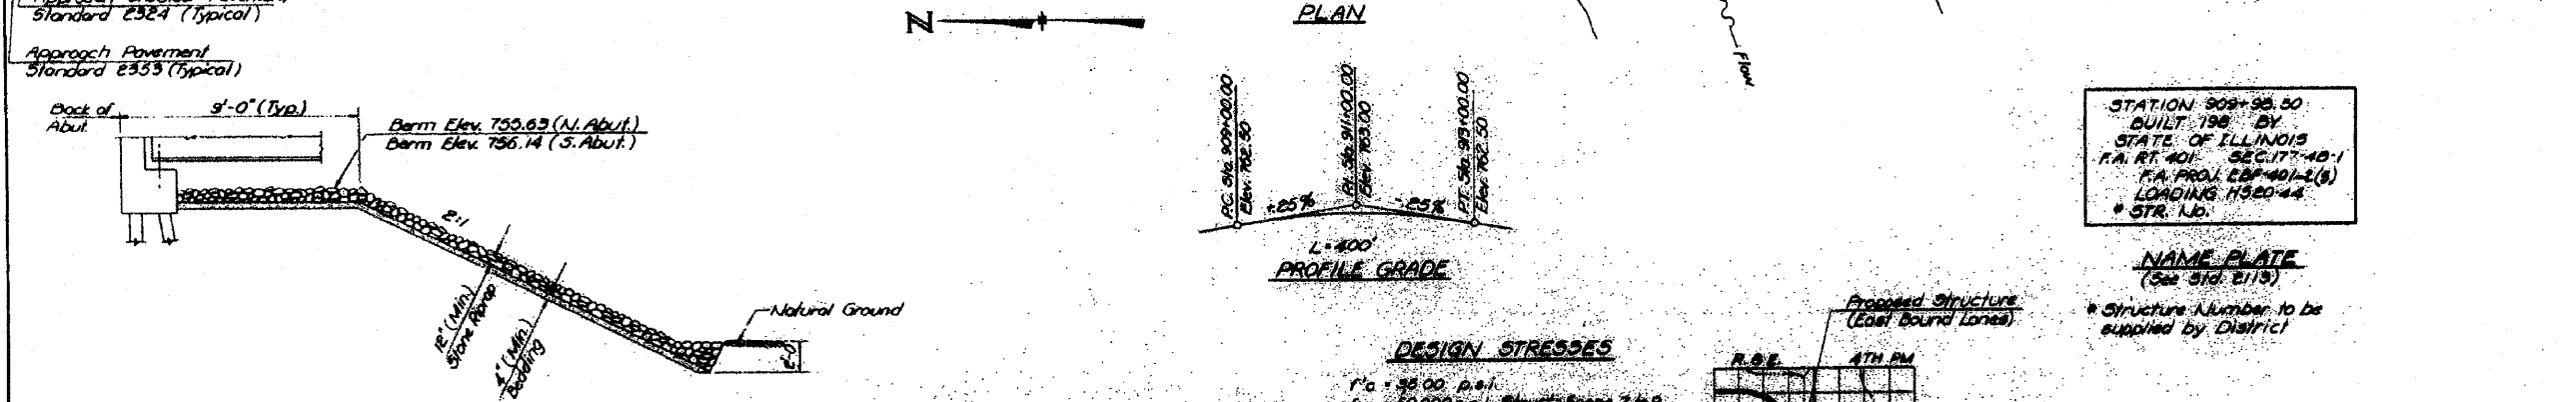 Standard 2324 (Typical)
Approach Pavement
Standard 2353 (Typical)
N
PLAN
Flow
Back of
Abut.
9'-0" (Typ.)
Berm Elev. 755.63 (N. Abut.)
Berm Elev. 756.14 (S. Abut.)
2:1
12" (Min.)
Stone Riprap
4" (Min.)
Bedding
Natural Ground
P.C. Sta. 909+00.00
Elev. 762.50
P.I. Sta. 911+00.00
Elev. 763.00
P.T. Sta. 913+00.00
Elev. 762.50
+.25%
-.25%
L=400'
PROFILE GRADE
STATION 909+98.50
BUILT 198 BY
STATE OF ILLINOIS
F.A. RT. 401 SEC. 177-4B-1
F.A. PROJ.
LOADING HS20-44
* STR. No.
NAME PLATE
(See Std. 2113)
* Structure Number to be
supplied by District
Proposed Structure
(East Bound Lanes)
DESIGN STRESSES
4TH PM